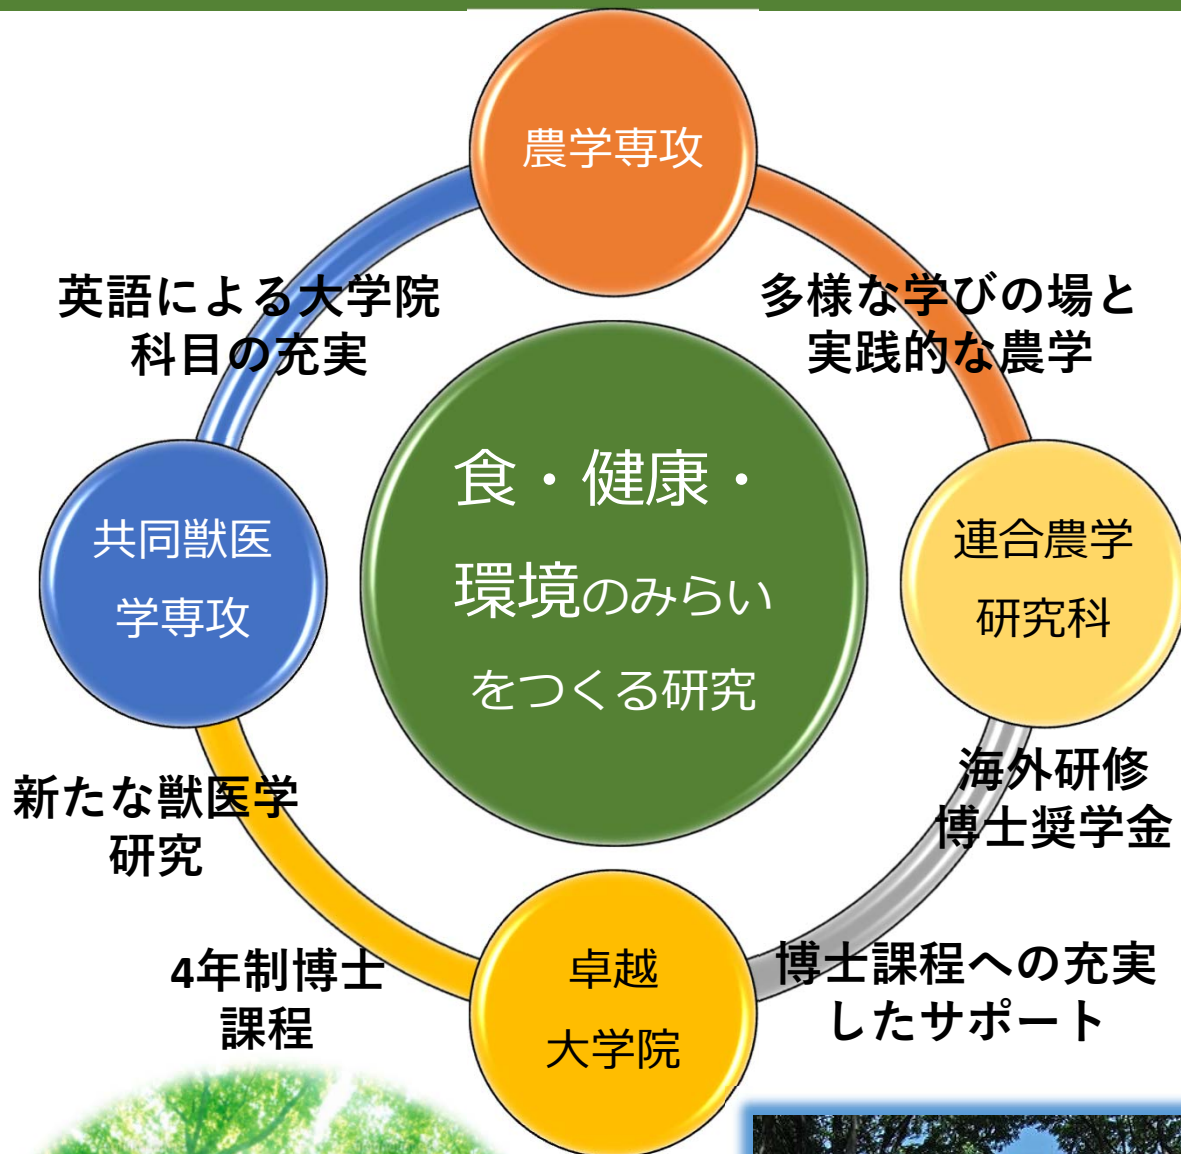 農学専攻
英語による大学院
科目の充実
多様な学びの場と
実践的な農学
食・健康・
環境のみらい
をつくる研究
共同獣医
学専攻
連合農学
研究科
新たな獣医学
研究
海外研修
博士奨学金
4年制博士
課程
卓越
大学院
博士課程への充実
したサポート